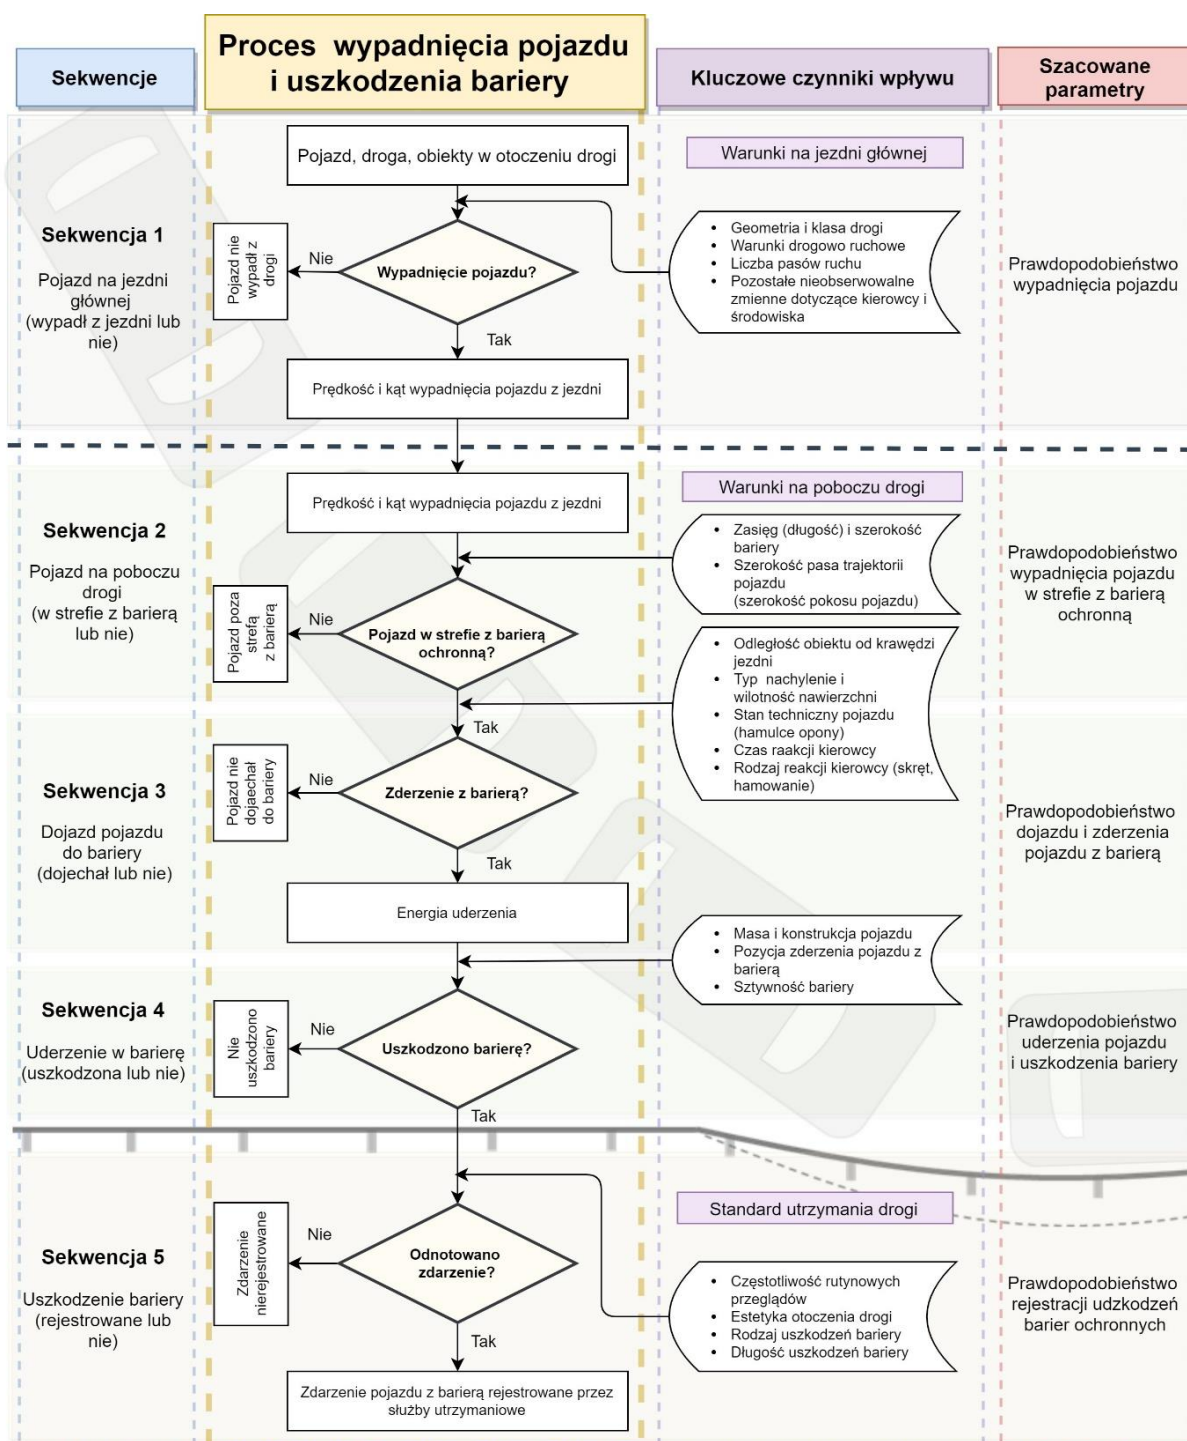 Sekwencje
Proces wypadnięcia pojazdu
i uszkodzenia bariery
Kluczowe czynniki wpływu
Szacowane
parametry
Sekwencja 1
Pojazd na jezdni
głównej
(wypadł z jezdni lub
nie)
Pojazd, droga, obiekty w otoczeniu drogi
Wypadnięcie pojazdu?
Nie
Pojazd nie
wypadł z
drogi
Tak
Prędkość i kąt wypadnięcia pojazdu z jezdni
Warunki na jezdni głównej
• Geometria i klasa drogi
• Warunki drogowo ruchowe
• Liczba pasów ruchu
• Pozostałe nieobserwowalne
zmienne dotyczące kierowcy i
środowiska
Prawdopodobieństwo
wypadnięcia pojazdu
Sekwencja 2
Pojazd na poboczu
drogi
(w strefie z barierą
lub nie)
Prędkość i kąt wypadnięcia pojazdu z jezdni
Pojazd w strefie z barierą
ochronną?
Nie
Pojazd poza
strefą
z barierą
Tak
Warunki na poboczu drogi
• Zasięg (długość) i szerokość
bariery
• Szerokość pasa trajektorii
pojazdu
(szerokość pokosu pojazdu)
Prawdopodobieństwo
wypadnięcia pojazdu
w strefie z barierą
ochronną
Sekwencja 3
Dojazd pojazdu
do bariery
(dojechał lub nie)
Zderzenie z barierą?
Nie
Pojazd nie
dojaechał
do bariery
Tak
Energia uderzenia
• Odległość obiektu od krawędzi
jezdni
• Typ nachylenie i
wilotność nawierzchni
• Stan techniczny pojazdu
(hamulce opony)
• Czas raakcji kierowcy
• Rodzaj reakcji kierowcy (skręt,
hamowanie)
Prawdopodobieństwo
dojazdu i zderzenia
pojazdu z barierą
Sekwencja 4
Uderzenie w barierę
(uszkodzona lub nie)
Uszkodzono barierę?
Nie
Nie
uszkodzono
bariery
Tak
• Masa i konstrukcja pojazdu
• Pozycja zderzenia pojazdu z
barierą
• Sztywność bariery
Prawdopodobieństwo
uderzenia pojazdu
i uszkodzenia bariery
Sekwencja 5
Uszkodzenie bariery
(rejestrowane lub
nie)
Odnotowano
zdarzenie?
Nie
Zdarzenie
nierejestrowane
Tak
Zdarzenie pojazdu z barierą rejestrowane przez
służby utrzymaniowe
Standard utrzymania drogi
• Częstotliwość rutynowych
przeglądów
• Estetyka otoczenia drogi
• Rodzaj uszkodzeń bariery
• Długość uszkodzeń bariery
Prawdopodobieństwo
rejestracji udzkodzeń
barier ochronnych